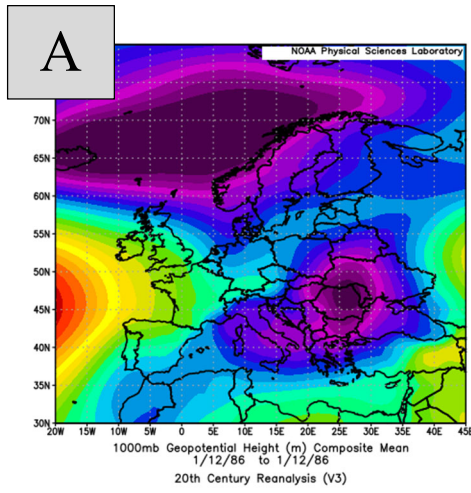 A
NOAA Physical Sciences Laboratory
70N
65N
60N
55N
50N
45N
40N
35N
30N
20W 15W 10W 5W 0 5E 10E 15E 20E 25E 30E 35E 40E 45E
1000mb Geopotential Height (m) Composite Mean
1/12/86 to 1/12/86
20th Century Reanalysis (V3)